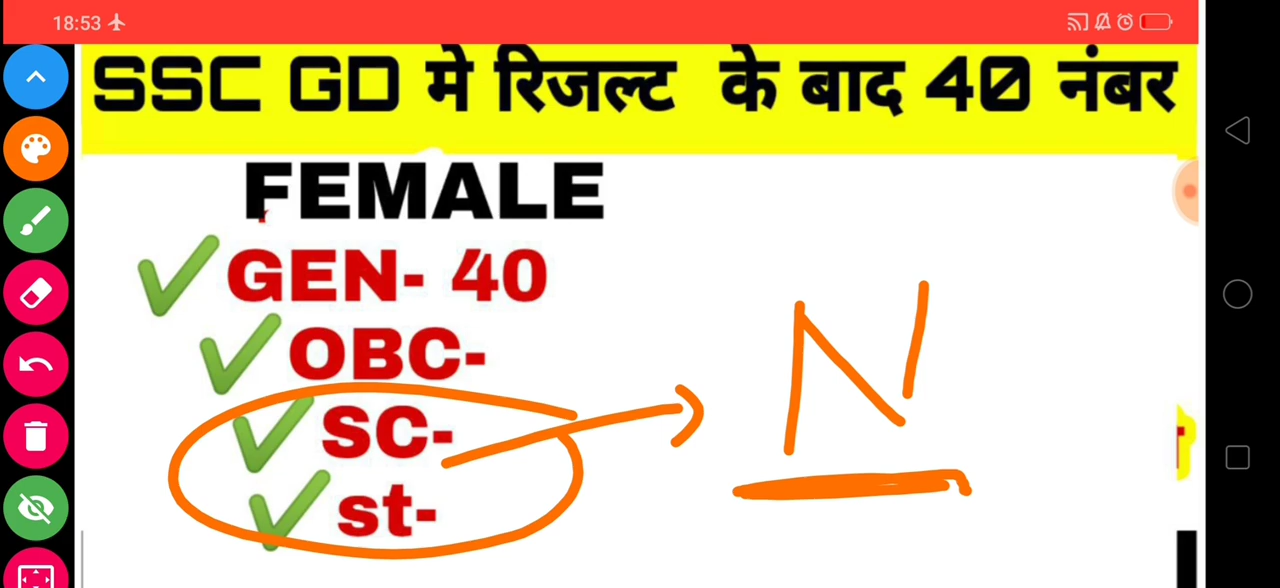 18:53
SSC GD मे रिजल्ट के बाद 40 नंबर
FEMALE
GEN- 40
OBC-
SC-
st-
N